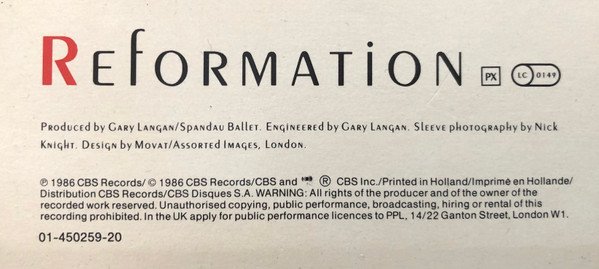 Reformation PX LC 0149
Produced by Gary Langan/Spandau Ballet. Engineered by Gary Langan. Sleeve photography by Nick
Knight. Design by Movat/Assorted Images, London.
℗ 1986 CBS Records/ © 1986 CBS Records/CBS and ® CBS Inc./Printed in Holland/Imprimé en Hollande/
Distribution CBS Records/CBS Disques S.A. WARNING: All rights of the producer and of the owner of the
recorded work reserved. Unauthorised copying, public performance, broadcasting, hiring or rental of this
recording prohibited. In the UK apply for public performance licences to PPL, 14/22 Ganton Street, London W1.
01-450259-20